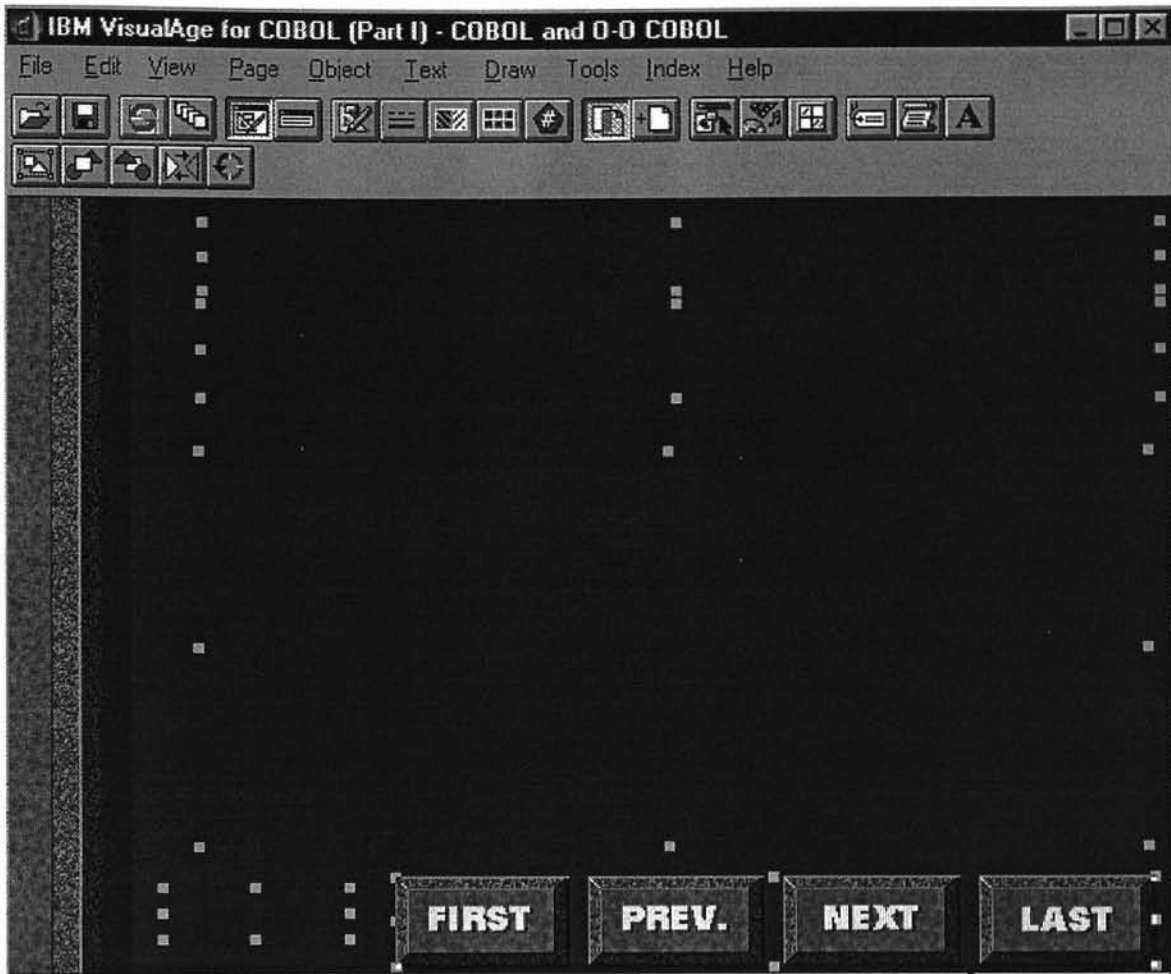 IBM VisualAge for COBOL (Part I) - COBOL and O-O COBOL
File Edit View Page Object Text Draw Tools Index Help
# A
FIRST PREV. NEXT LAST